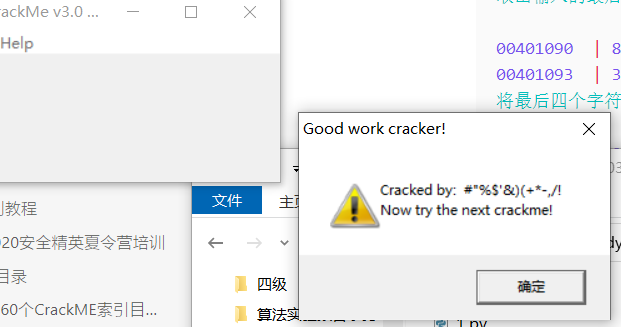 rackMe v3.0 ...
Help
00401090 | 8
00401093 | 3
将最后四个字符
Good work cracker!
Cracked by: #"%$'&)(+*-,/!
Now try the next crackme!
确定
文件
主页
教程
020安全精英夏令营培训
目录
60个CrackME索引目...
四级
1.py